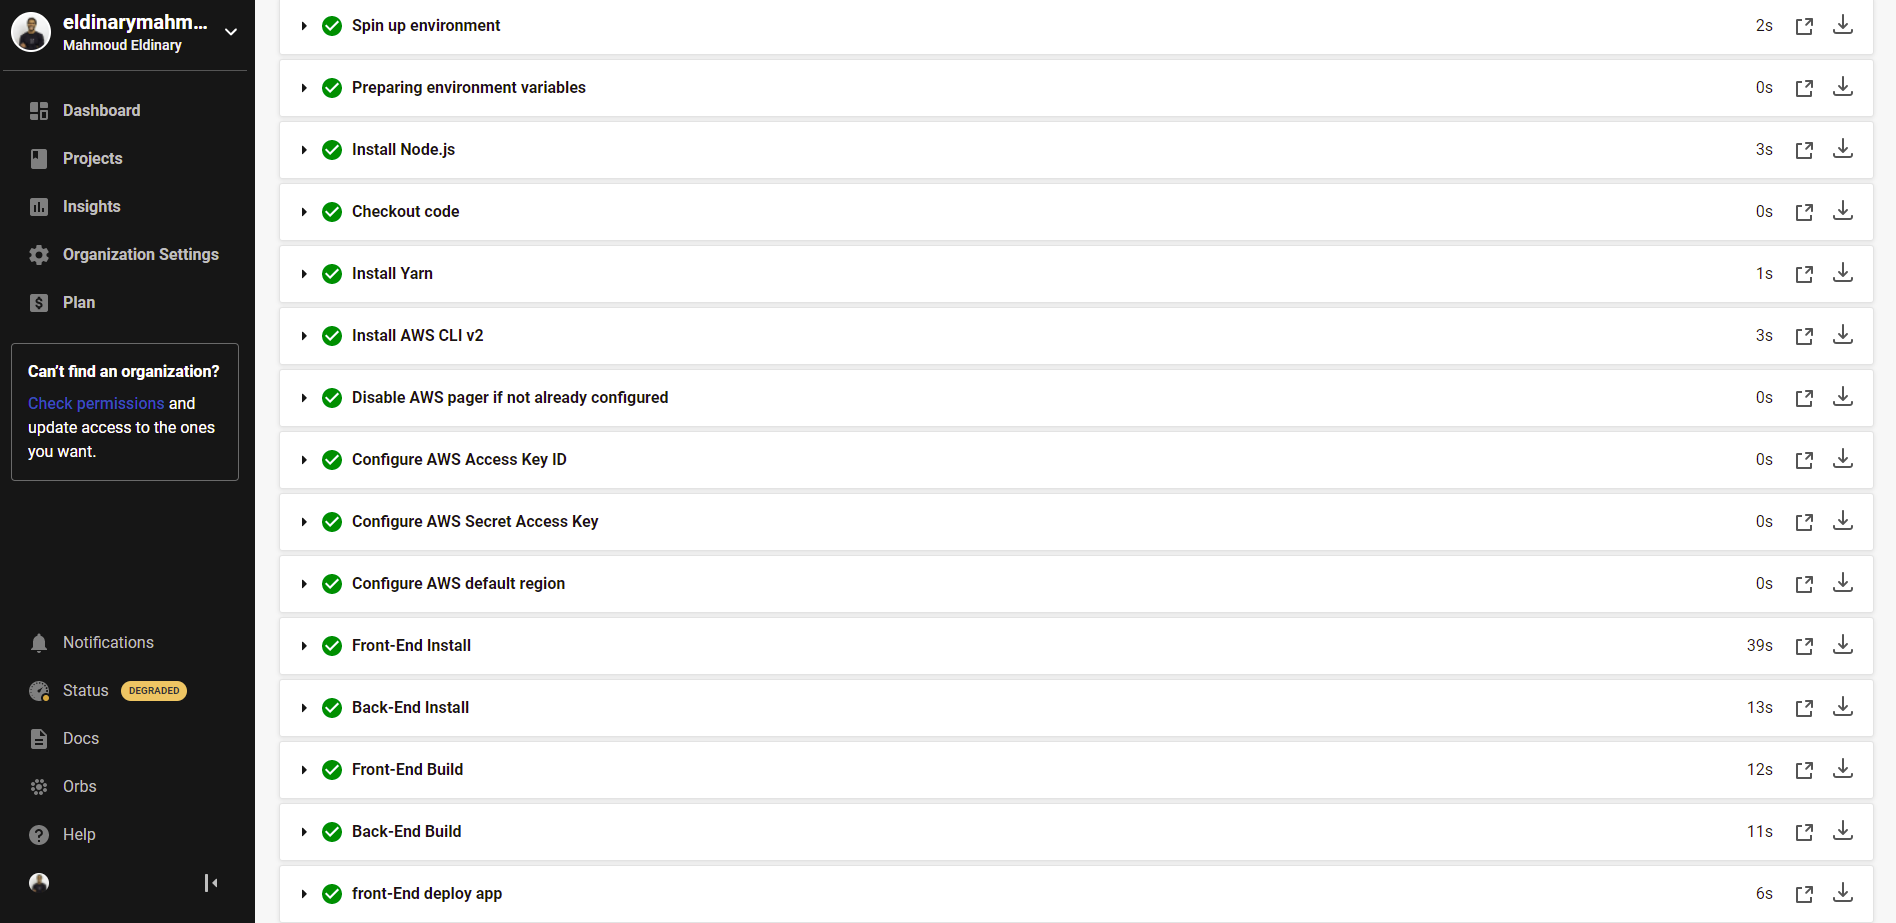 eldinarymahm...
Mahmoud Eldinary
Dashboard
Projects
Insights
Organization Settings
Plan
Can't find an organization?
Check permissions and
update access to the ones
you want.
Notifications
Status DEGRADED
Docs
Orbs
Help
Spin up environment 2s
Preparing environment variables 0s
Install Node.js 3s
Checkout code 0s
Install Yarn 1s
Install AWS CLI v2 3s
Disable AWS pager if not already configured 0s
Configure AWS Access Key ID 0s
Configure AWS Secret Access Key 0s
Configure AWS default region 0s
Front-End Install 39s
Back-End Install 13s
Front-End Build 12s
Back-End Build 11s
front-End deploy app 6s